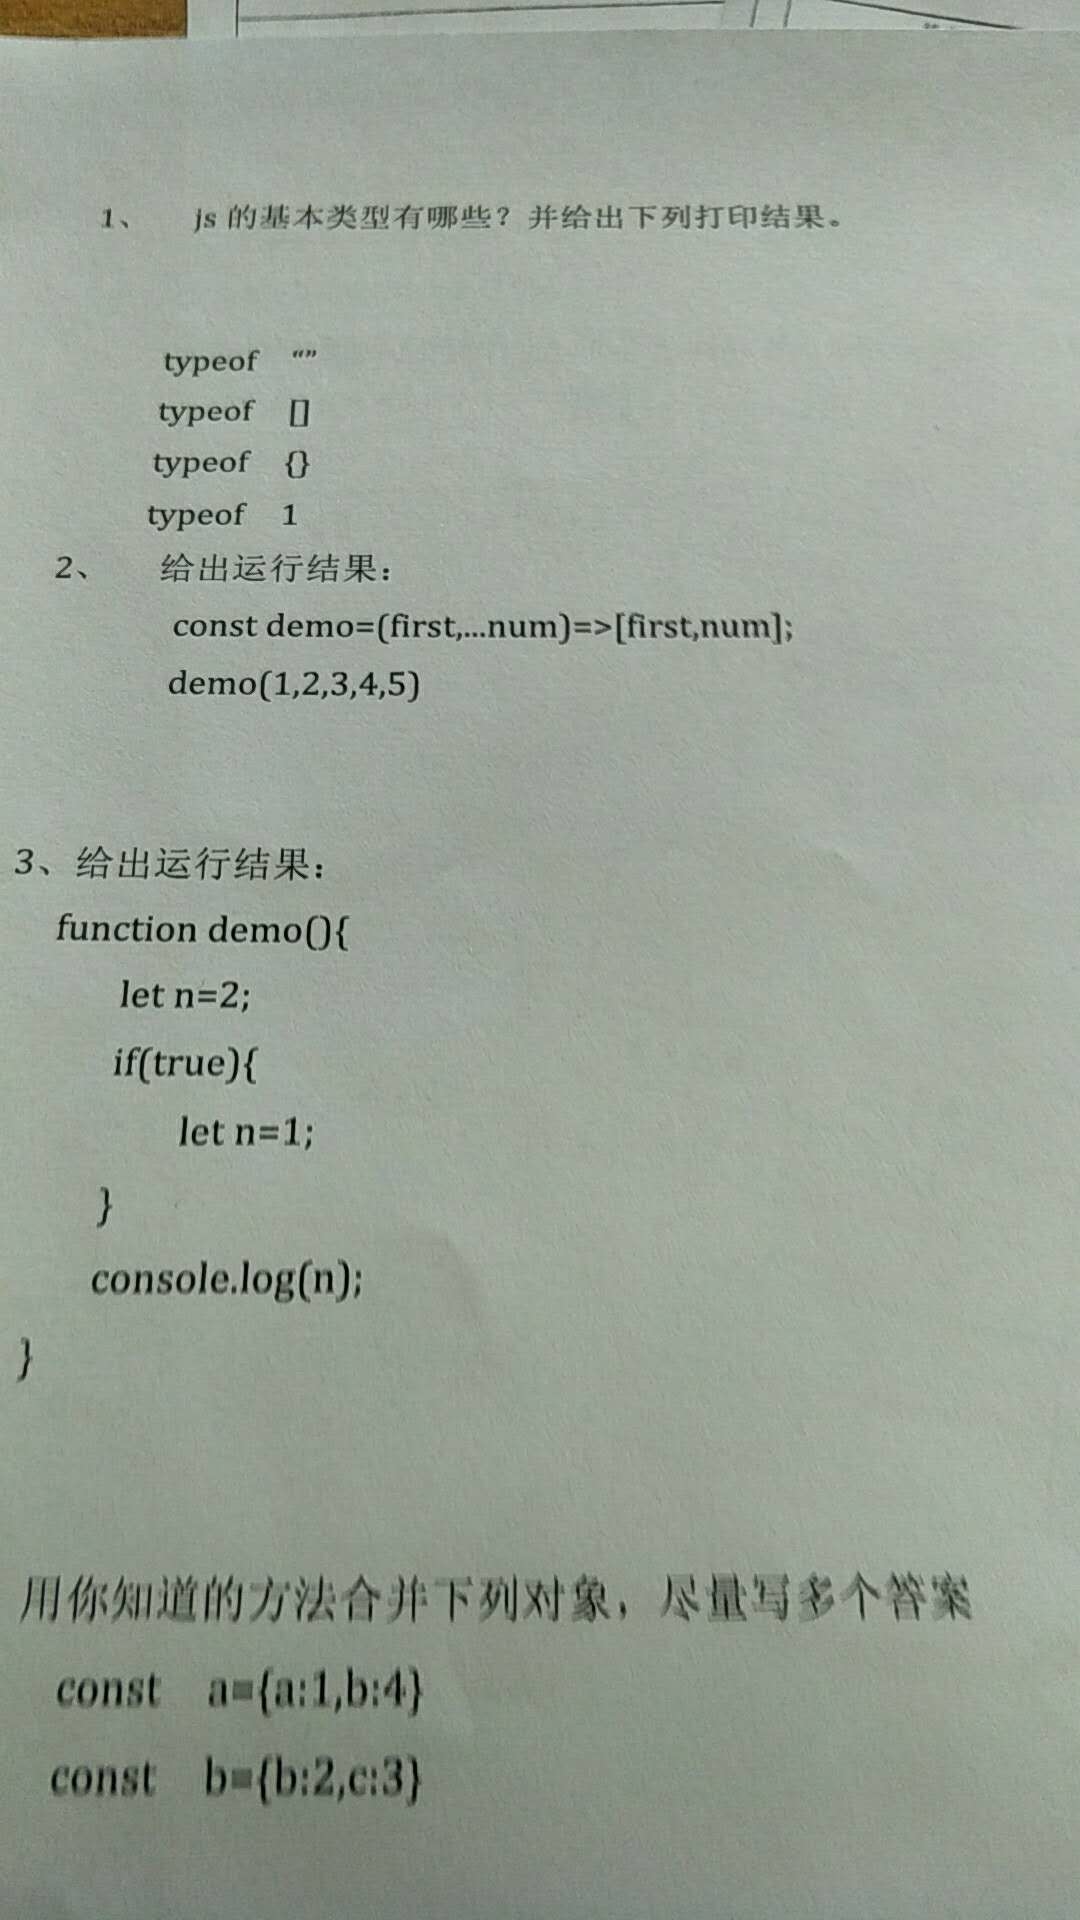 1、 js 的基本类型有哪些？并给出下列打印结果。
typeof “”
typeof []
typeof {}
typeof 1
2、 给出运行结果：
const demo=(first,...num)=>[first,num];
demo(1,2,3,4,5)
3、给出运行结果：
function demo(){
let n=2;
if(true){
let n=1;
}
console.log(n);
}
用你知道的方法合并下列对象，尽量写多个答案
const a={a:1,b:4}
const b={b:2,c:3}